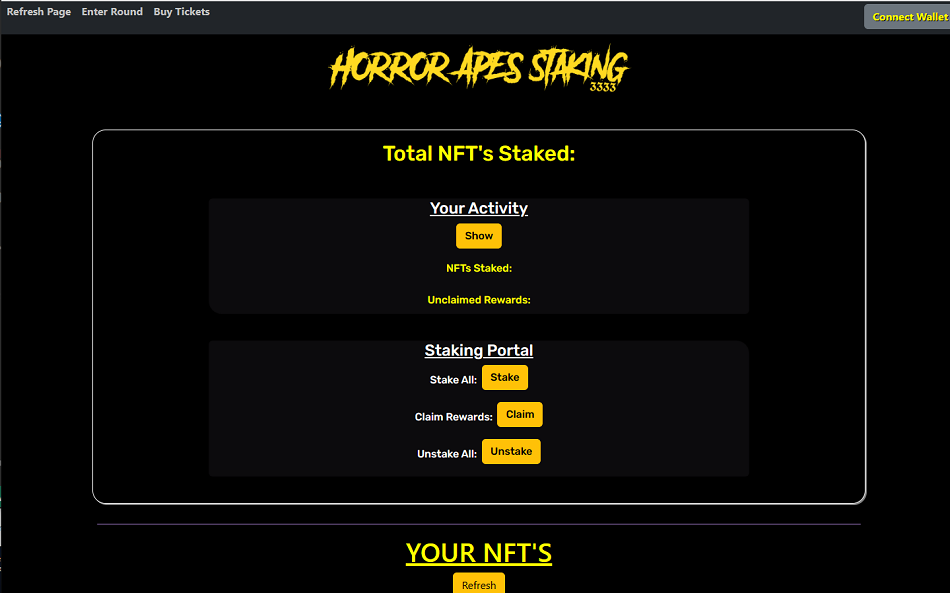 Refresh Page Enter Round Buy Tickets Connect Wallet
HORROR APES STAKING
3333
Total NFT's Staked:
Your Activity
Show
NFTs Staked:
Unclaimed Rewards:
Staking Portal
Stake All: Stake
Claim Rewards: Claim
Unstake All: Unstake
YOUR NFT'S
Refresh